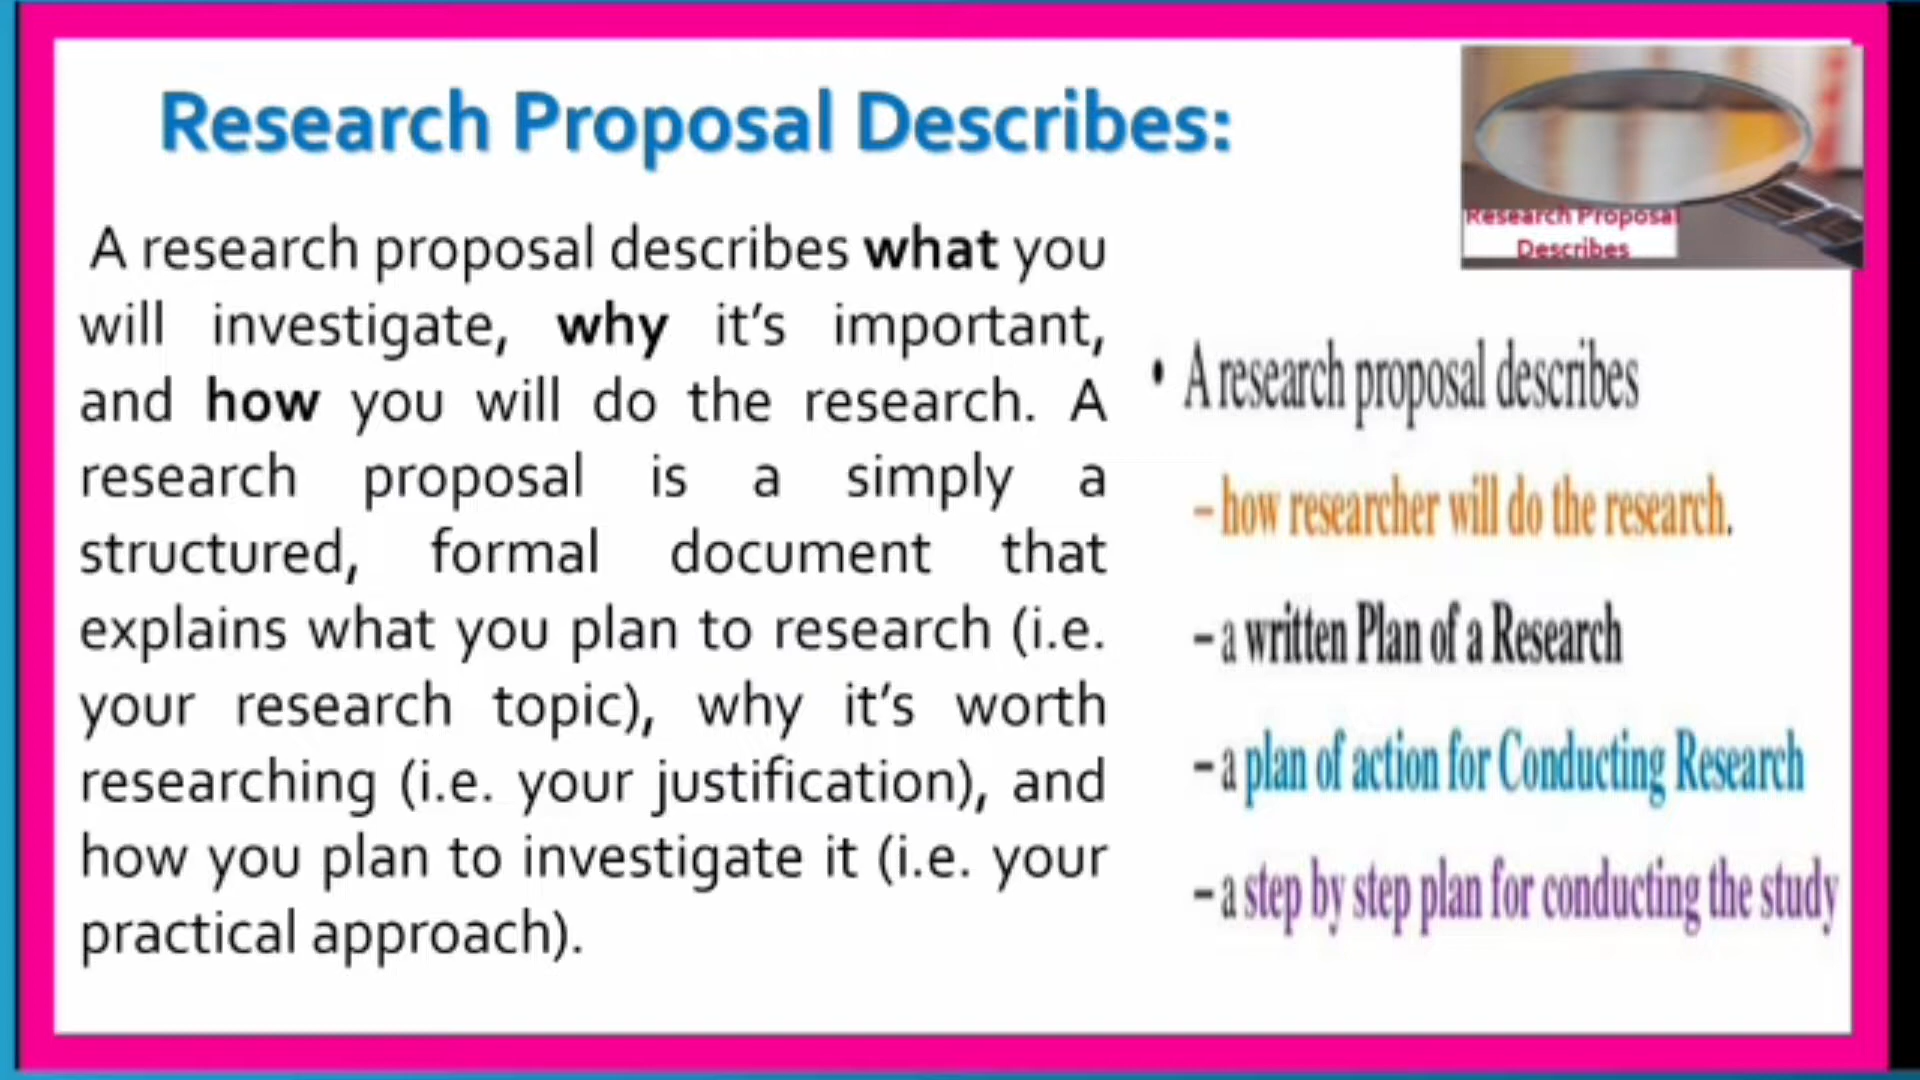 Research Proposal Describes:
A research proposal describes what you
will investigate, why it’s important,
and how you will do the research. A
research proposal is a simply a
structured, formal document that
explains what you plan to research (i.e.
your research topic), why it’s worth
researching (i.e. your justification), and
how you plan to investigate it (i.e. your
practical approach).
Research Proposal
Describes
• A research proposal describes
– how researcher will do the research.
– a written Plan of a Research
– a plan of action for Conducting Research
– a step by step plan for conducting the study